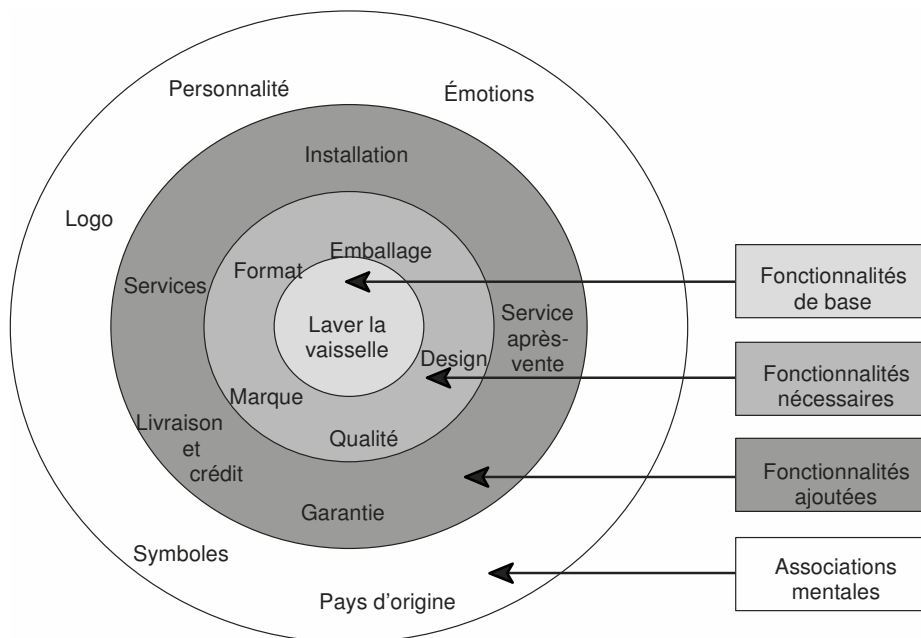 Personnalité
Émotions
Installation
Logo
Emballage
Format
Services
Laver la
vaisselle
Service
après-
vente
Design
Marque
Qualité
Livraison
et
crédit
Garantie
Symboles
Pays d'origine
Fonctionnalités
de base
Fonctionnalités
nécessaires
Fonctionnalités
ajoutées
Associations
mentales